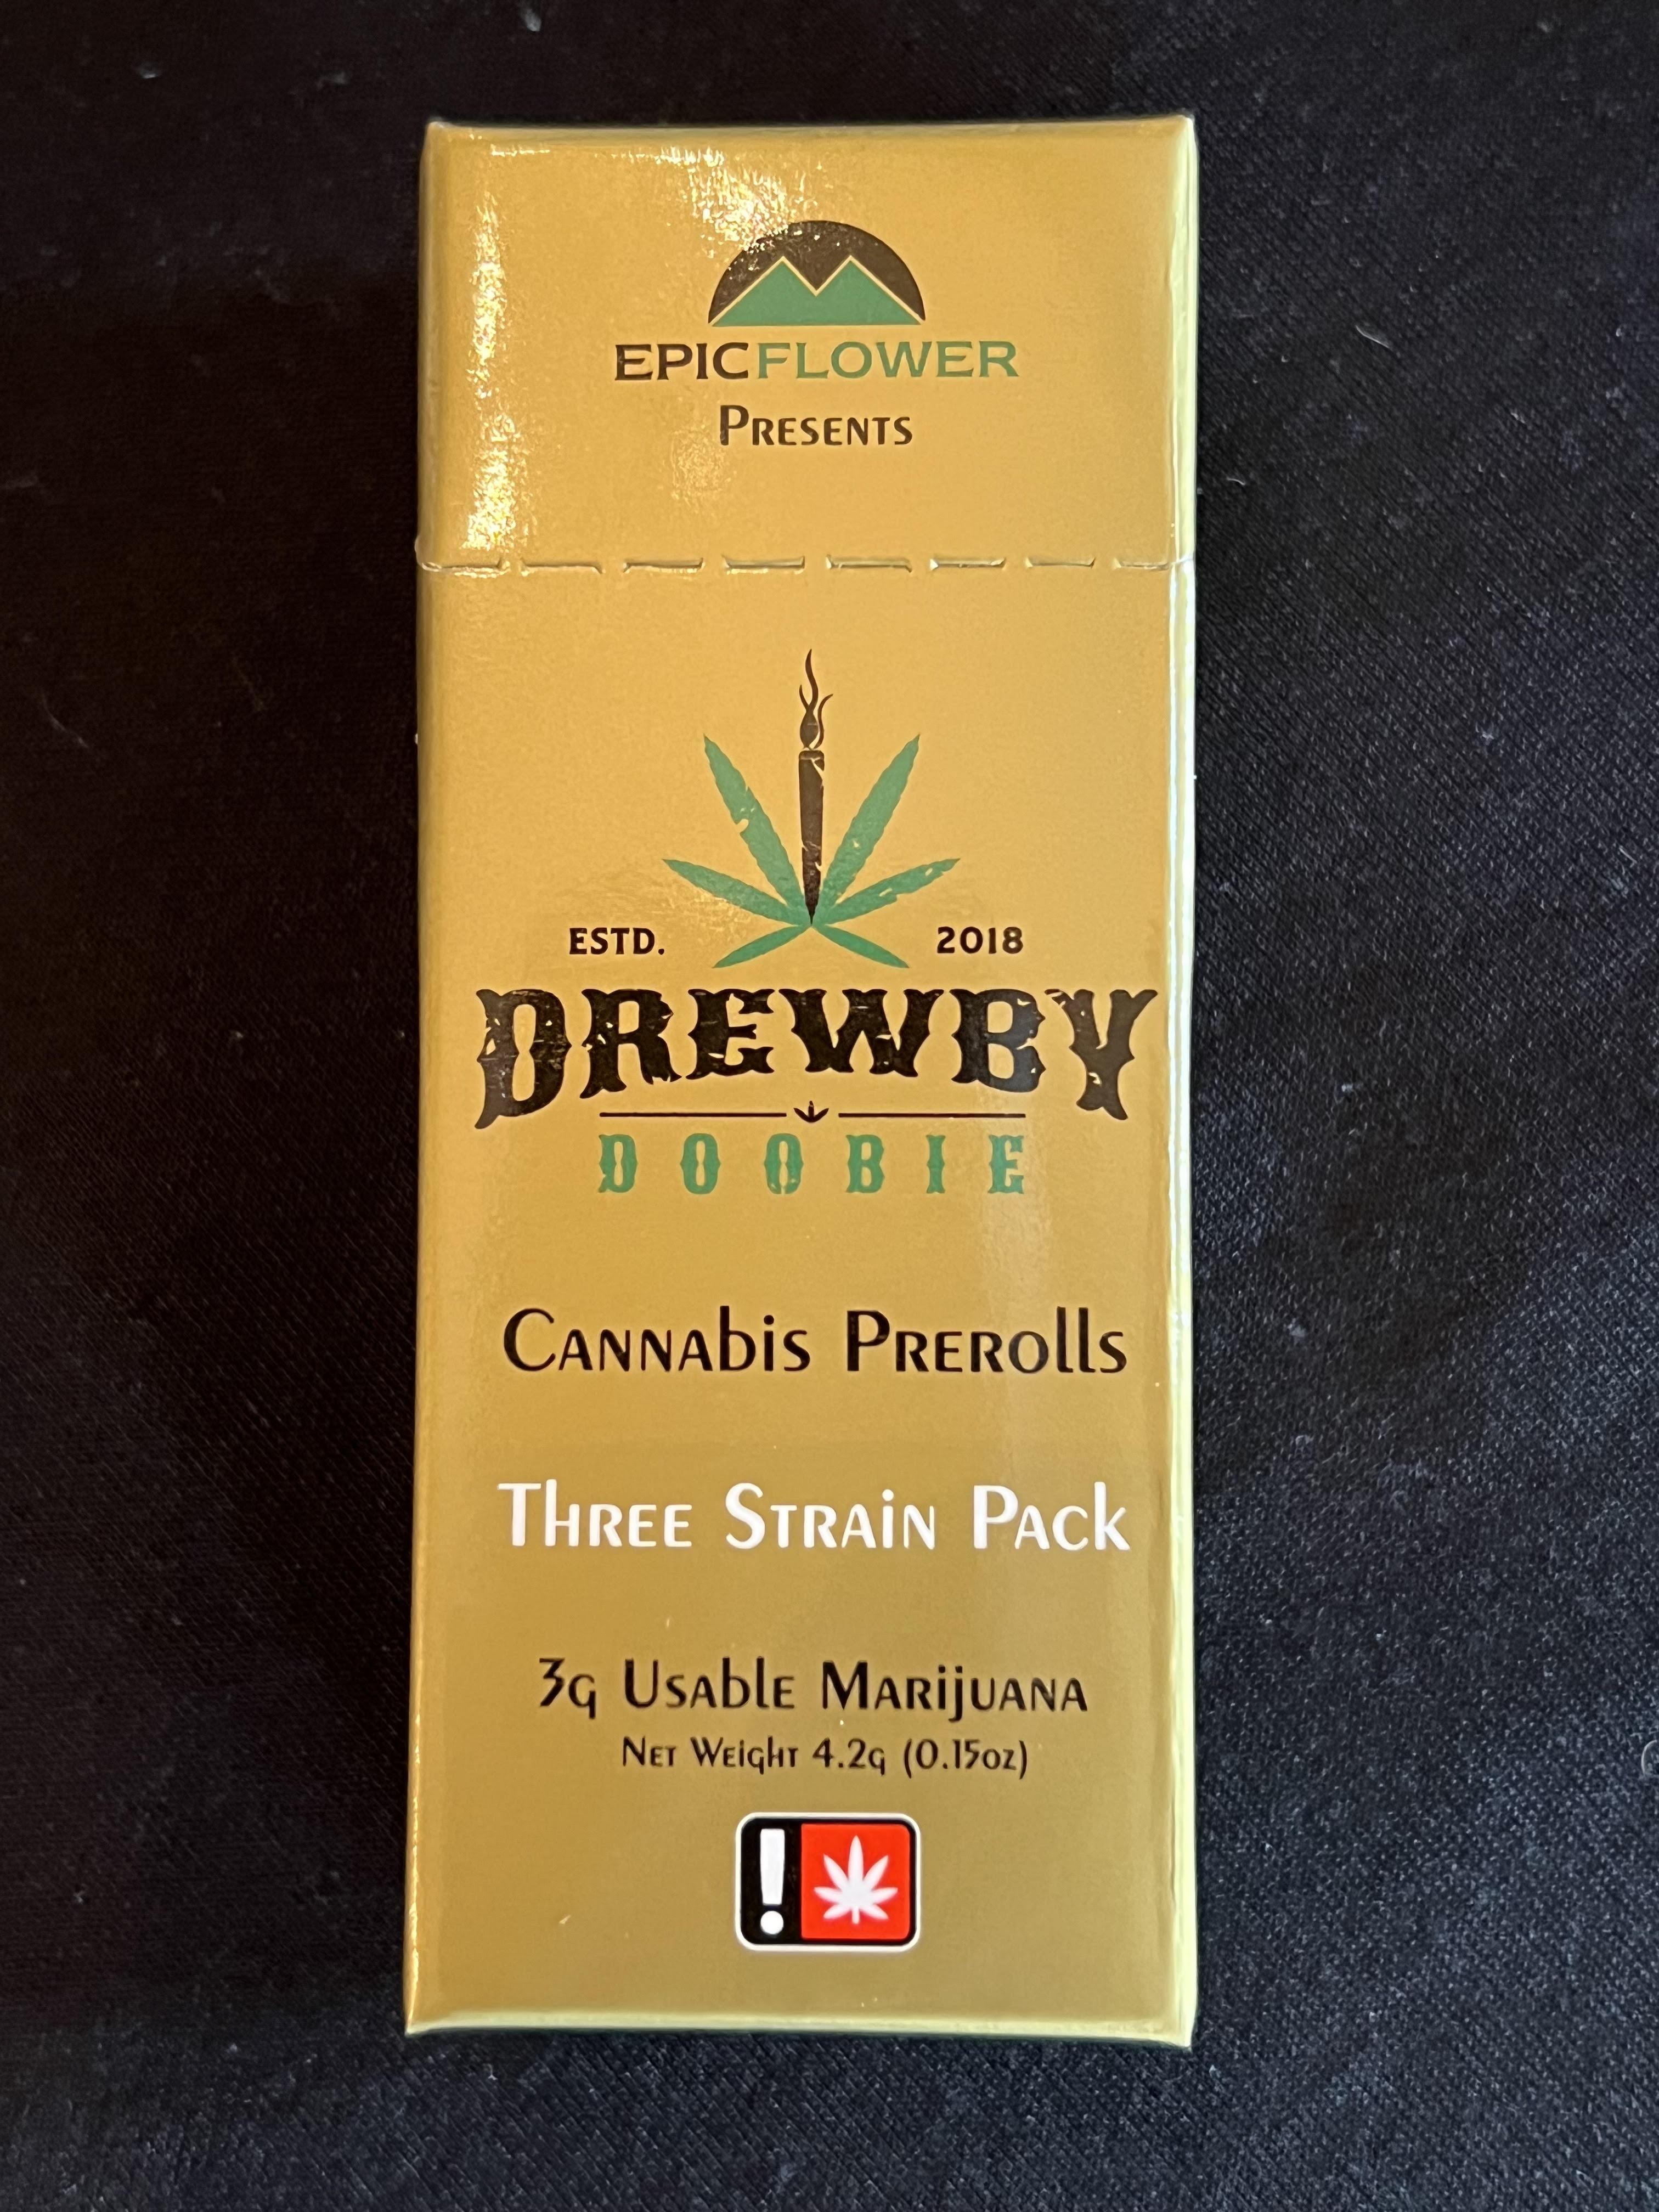 EPICFLOWER
PRESENTS
ESTD. 2018
DREWBY
DOOBIE
CANNAbis PREROlls
THREE STRAiN PACk
3g USAblE MARijUANA
NET WEighT 4.2g (0.15oz)
!